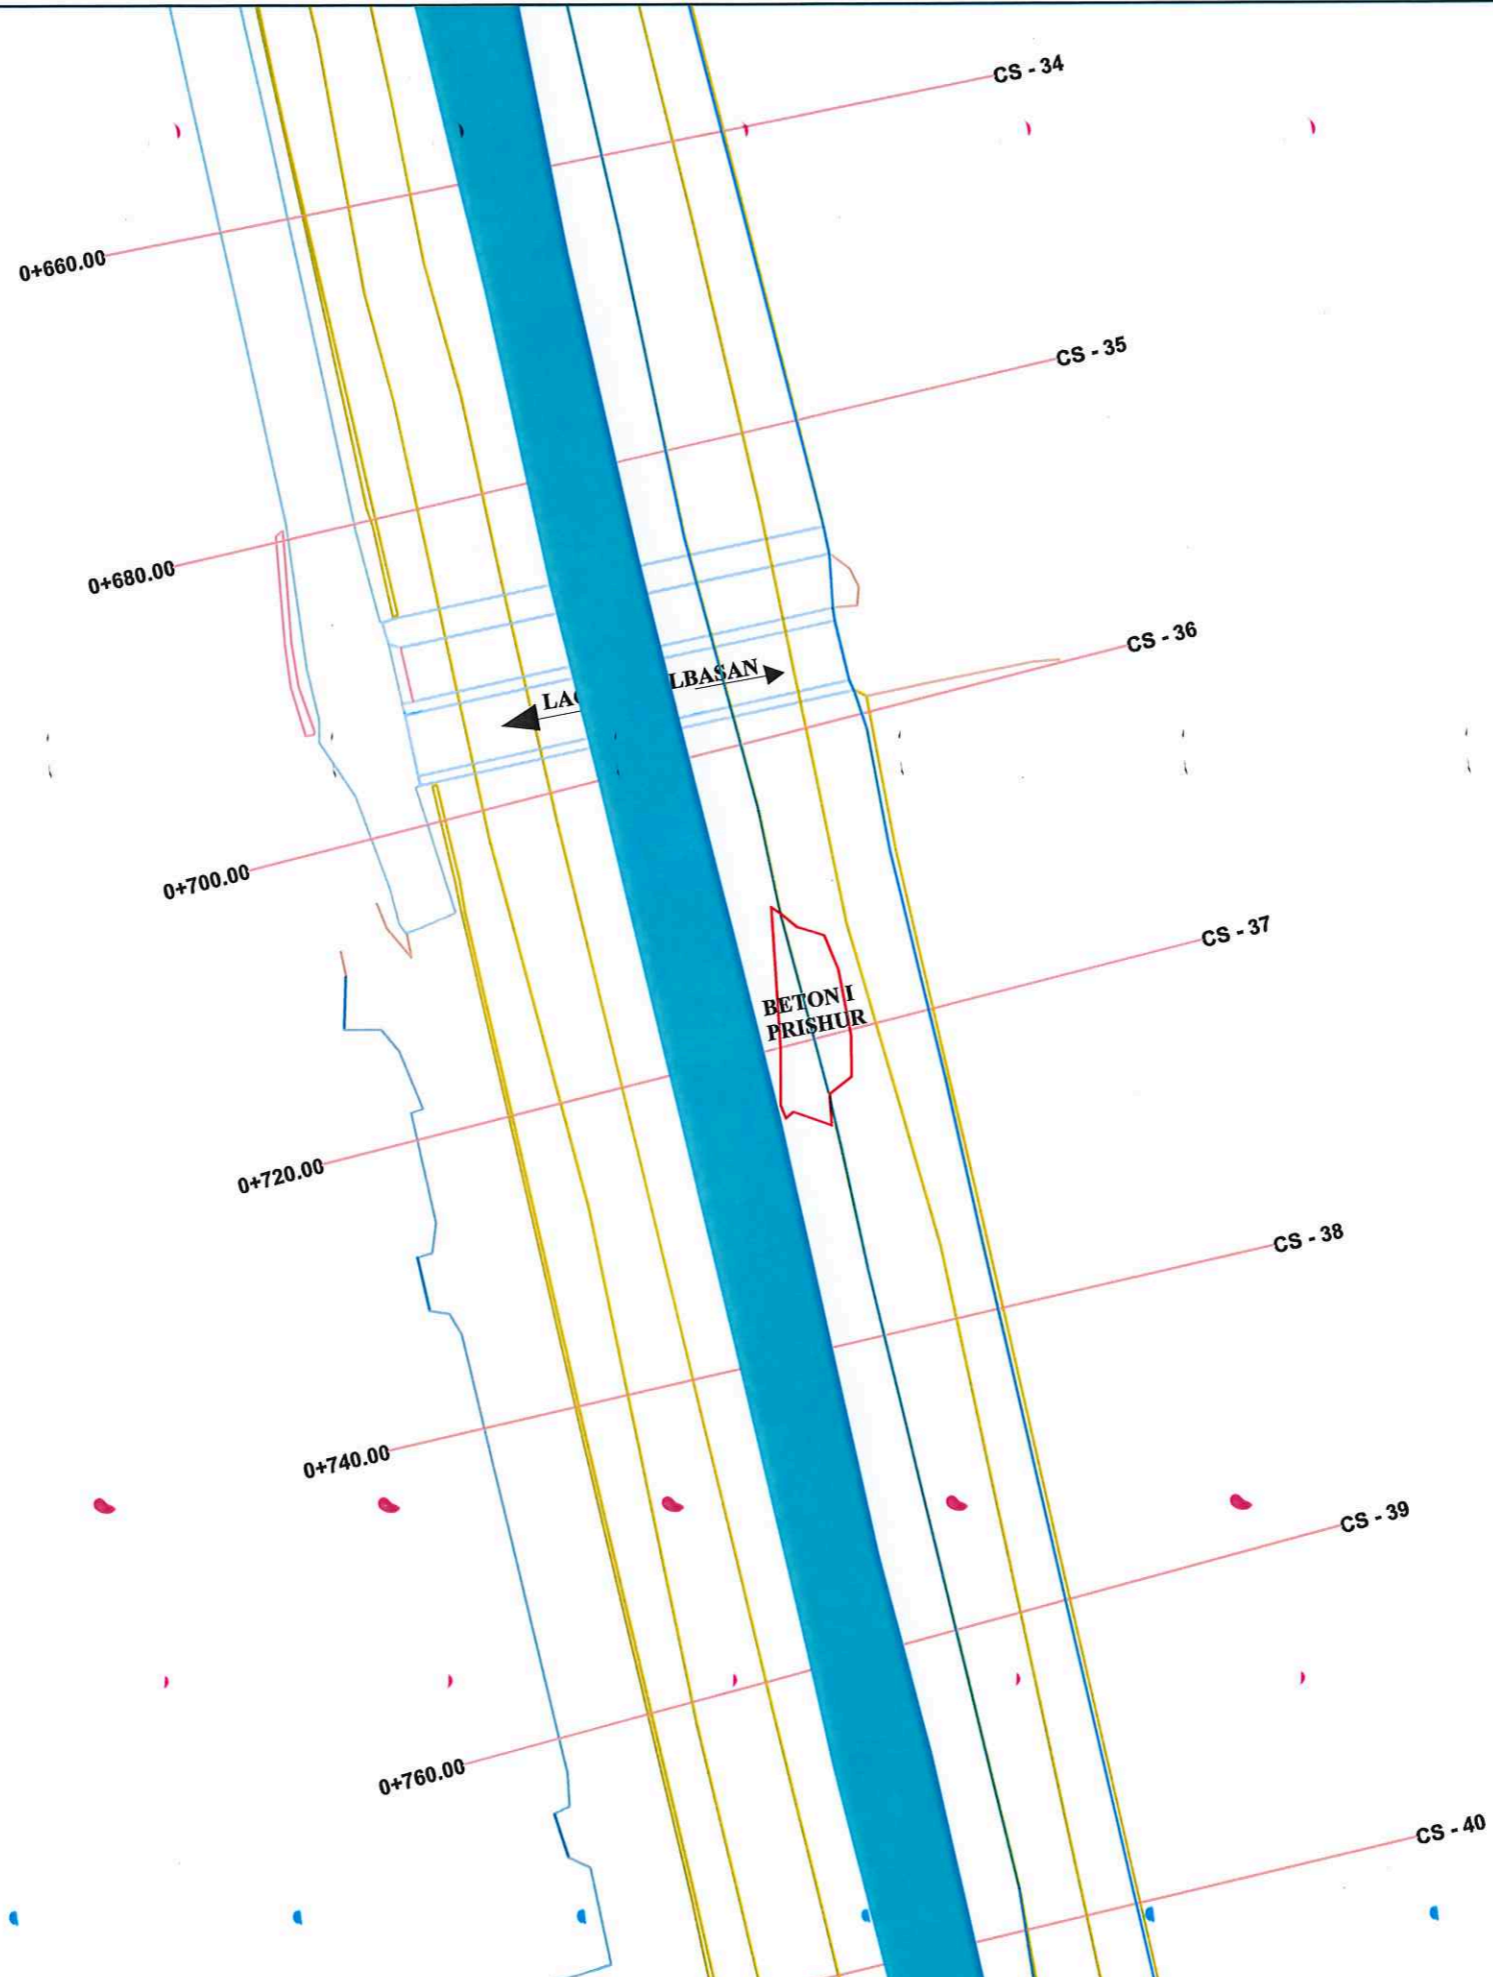 CS - 34
0+660.00
CS - 35
0+680.00
CS - 36
LBASAN
0+700.00
CS - 37
BETON I
PRISHUR
0+720.00
CS - 38
0+740.00
CS - 39
0+760.00
CS - 40